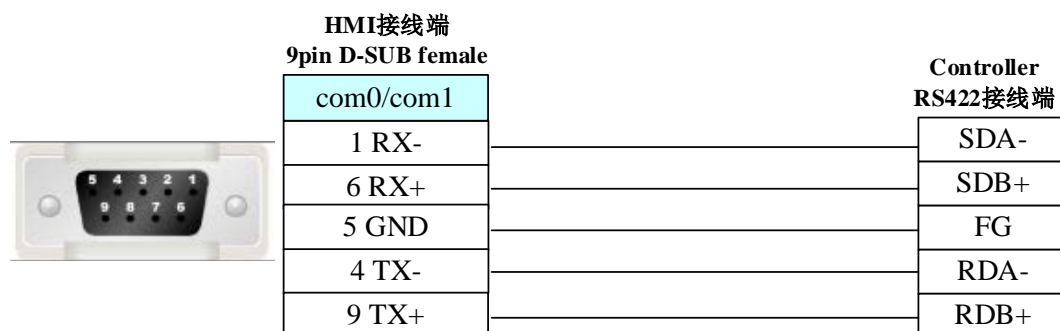 HMI接线端
9pin D-SUB female
Controller
RS422接线端
com0/com1
1 RX-
SDA-
6 RX+
SDB+
5 GND
FG
4 TX-
RDA-
9 TX+
RDB+
5 4 3 2 1
9 8 7 6